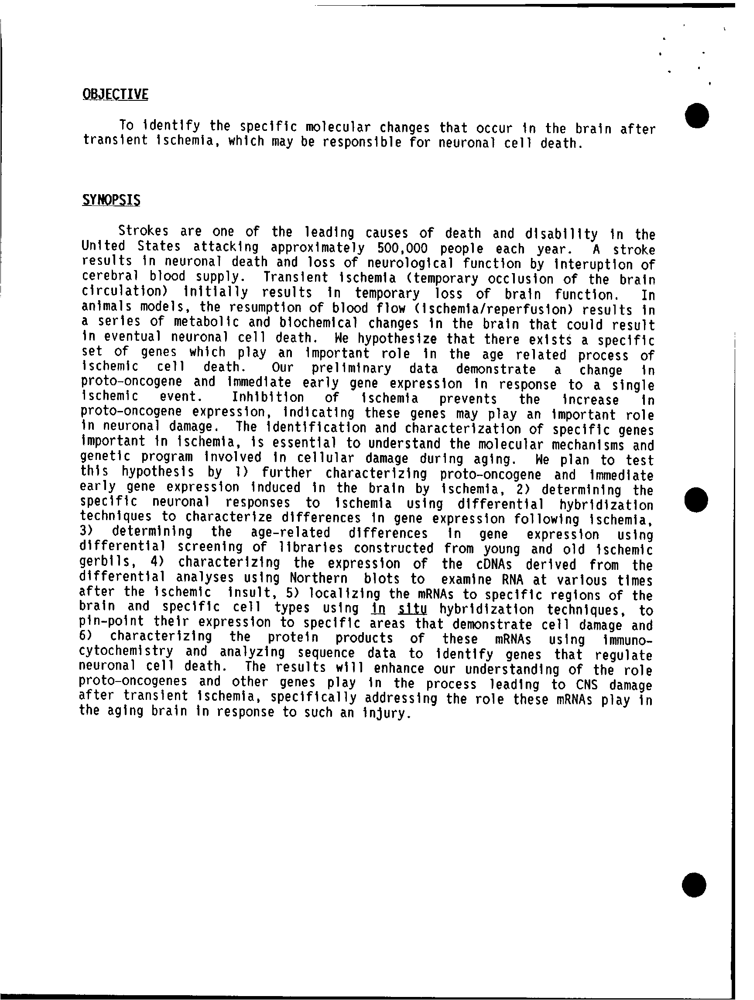 OBJECTIVE
To identify the specific molecular changes that occur in the brain after
transient ischemia, which may be responsible for neuronal cell death.
SYNOPSIS
Strokes are one of the leading causes of death and disability in the
United States attacking approximately 500,000 people each year. A stroke
results in neuronal death and loss of neurological function by interuption of
cerebral blood supply. Transient ischemia (temporary occlusion of the brain
circulation) initially results in temporary loss of brain function. In
animals models, the resumption of blood flow (ischemia/reperfusion) results in
a series of metabolic and biochemical changes in the brain that could result
in eventual neuronal cell death. We hypothesize that there exists a specific
set of genes which play an important role in the age related process of
ischemic cell death. Our preliminary data demonstrate a change in
proto-oncogene and immediate early gene expression in response to a single
ischemic event. Inhibition of ischemia prevents the increase in
proto-oncogene expression, indicating these genes may play an important role
in neuronal damage. The identification and characterization of specific genes
important in ischemia, is essential to understand the molecular mechanisms and
genetic program involved in cellular damage during aging. We plan to test
this hypothesis by 1) further characterizing proto-oncogene and immediate
early gene expression induced in the brain by ischemia, 2) determining the
specific neuronal responses to ischemia using differential hybridization
techniques to characterize differences in gene expression following ischemia,
3) determining the age-related differences in gene expression using
differential screening of libraries constructed from young and old ischemic
gerbils, 4) characterizing the expression of the cDNAs derived from the
differential analyses using Northern blots to examine RNA at various times
after the ischemic insult, 5) localizing the mRNAs to specific regions of the
brain and specific cell types using in situ hybridization techniques, to
pin-point their expression to specific areas that demonstrate cell damage and
6) characterizing the protein products of these mRNAs using immuno-
cytochemistry and analyzing sequence data to identify genes that regulate
neuronal cell death. The results will enhance our understanding of the role
proto-oncogenes and other genes play in the process leading to CNS damage
after transient ischemia, specifically addressing the role these mRNAs play in
the aging brain in response to such an injury.